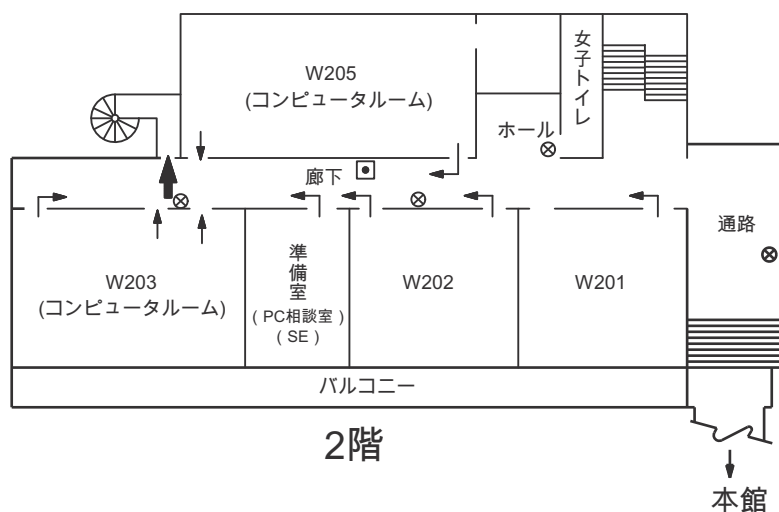 W205
(コンピュータルーム)
女子トイレ
ホール
廊下
通路
W203
(コンピュータルーム)
準備室
( PC相談室 )
( SE )
W202
W201
バルコニー
2階
本館